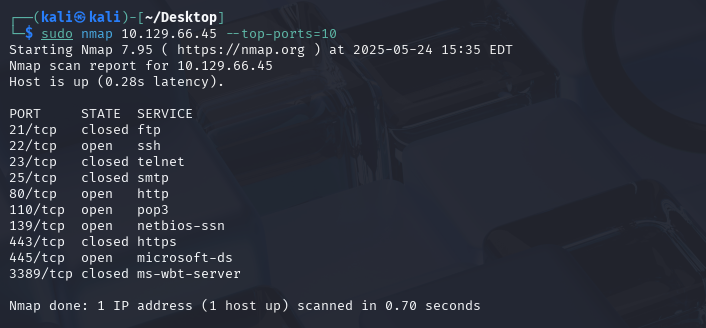 ┌──(kali㉿kali)-[~/Desktop]
└─$ sudo nmap 10.129.66.45 --top-ports=10
Starting Nmap 7.95 ( https://nmap.org ) at 2025-05-24 15:35 EDT
Nmap scan report for 10.129.66.45
Host is up (0.28s latency).

PORT     STATE  SERVICE
21/tcp   closed ftp
22/tcp   open   ssh
23/tcp   closed telnet
25/tcp   closed smtp
80/tcp   open   http
110/tcp  open   pop3
139/tcp  open   netbios-ssn
443/tcp  closed https
445/tcp  open   microsoft-ds
3389/tcp closed ms-wbt-server

Nmap done: 1 IP address (1 host up) scanned in 0.70 seconds